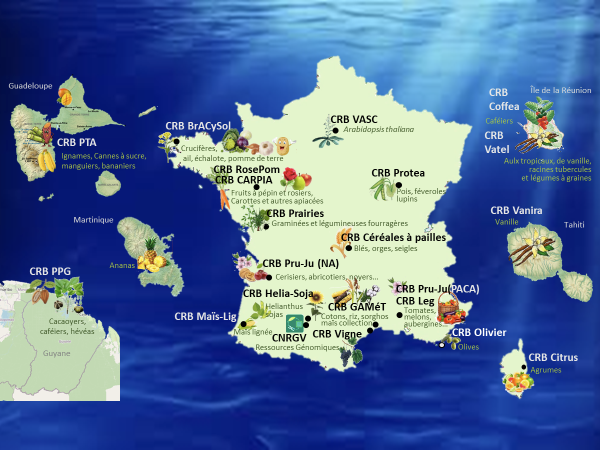 Guadeloupe
CRB PTA
Ignames, Cannes à sucre,
manguiers, bananiers
Martinique
Ananas
CRB PPG
Cacaoyers,
caféiers, hévéas
Guyane
CRB BrACySol
Crucifères,
ail, échalote, pomme de terre
CRB VASC
Arabidopsis thaliana
CRB RosePom
CRB CARPIA
Fruits à pépin et rosiers,
Carottes et autres apiacées
CRB Protea
Pois, féveroles
lupins
CRB Prairies
Graminées et légumineuses fourragères
CRB Céréales à pailles
Blés, orges, seigles
CRB Pru-Ju (NA)
Cerisiers, abricotiers, noyers...
CRB Helia-Soja
Helianthus
Sojas
CRB Maïs-Lig
Maïs lignée
CRB GAMéT
Cotons, riz, sorghos
maïs collection
CRB Pru-Ju(PACA)
CRB Leg
Tomates,
melons,
aubergines...
CNRGV
Ressources Génomiques
CRB Vigne
CRB Olivier
Olives
CRB Citrus
Agrumes
Île de la Réunion
CRB
Coffea
Caféiers
CRB
Vatel
Aulx tropicaux, de vanille,
racines tubercules
et légumes à graines
CRB Vanira
Vanille
Tahiti